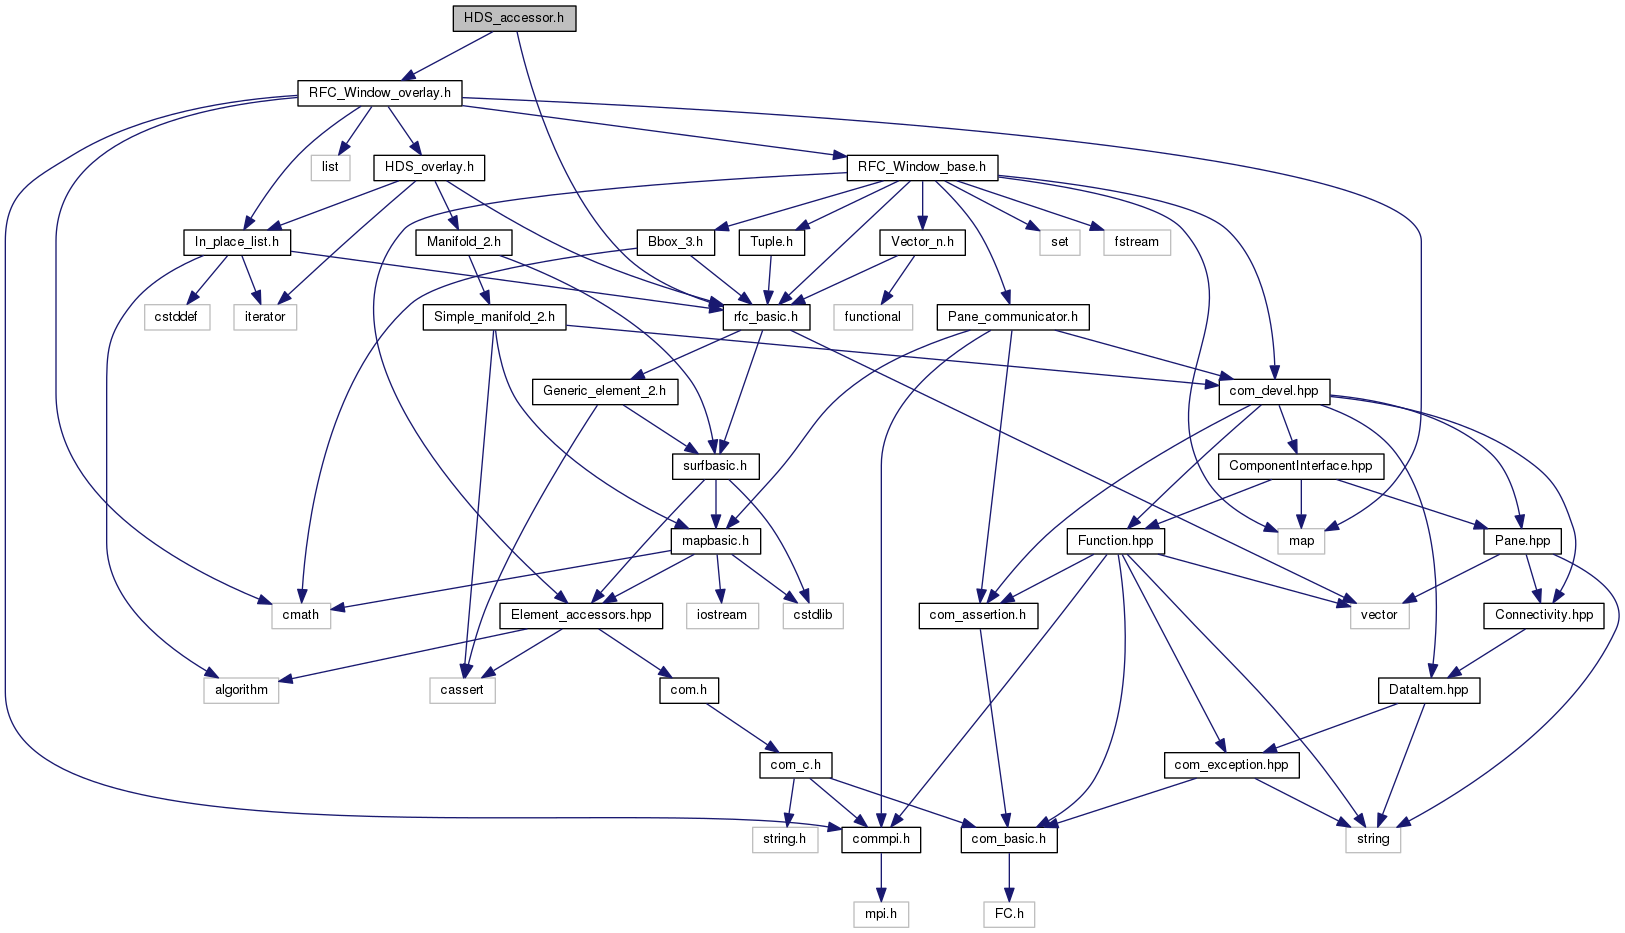 HDS_accessor.h
RFC_Window_overlay.h
list
HDS_overlay.h
RFC_Window_base.h
In_place_list.h
Manifold_2.h
Bbox_3.h
Tuple.h
Vector_n.h
set
fstream
cstddef
iterator
Simple_manifold_2.h
rfc_basic.h
functional
Pane_communicator.h
Generic_element_2.h
com_devel.hpp
surfbasic.h
ComponentInterface.hpp
mapbasic.h
Function.hpp
map
Pane.hpp
cmath
Element_accessors.hpp
iostream
cstdlib
com_assertion.h
vector
Connectivity.hpp
algorithm
cassert
com.h
DataItem.hpp
com_c.h
com_exception.hpp
string.h
commpi.h
com_basic.h
string
mpi.h
FC.h